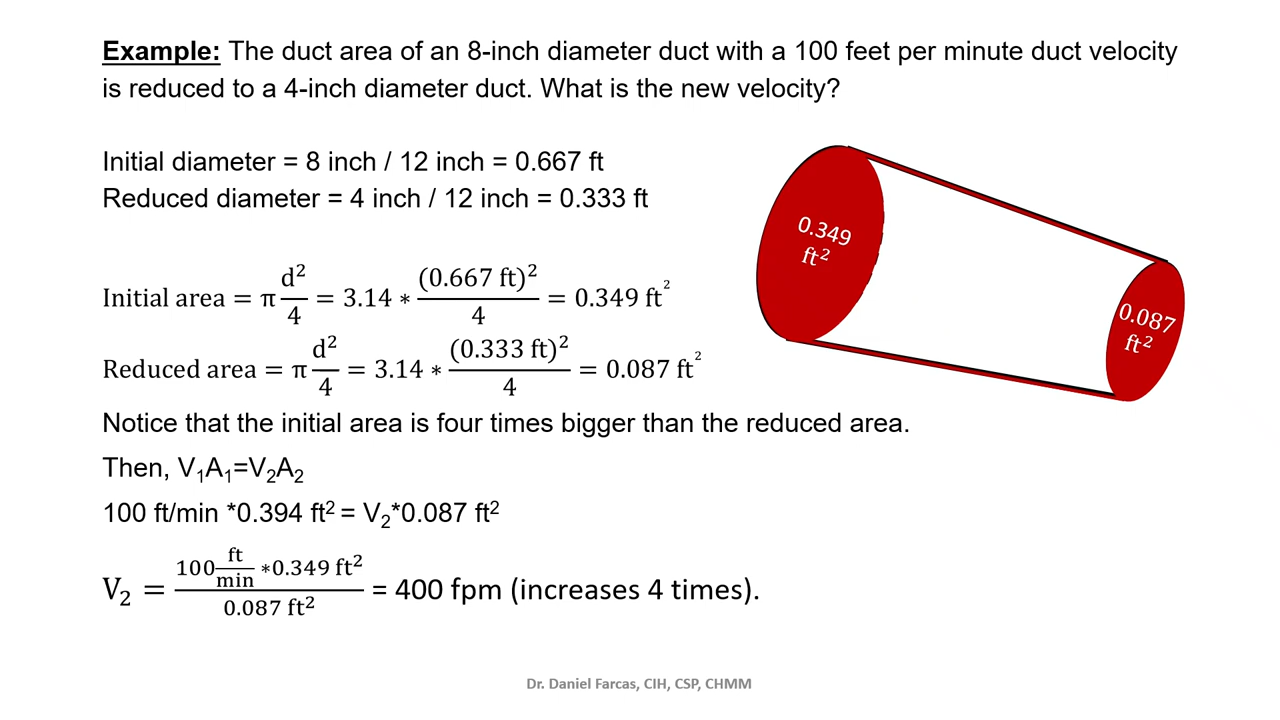 Example: The duct area of an 8-inch diameter duct with a 100 feet per minute duct velocity
is reduced to a 4-inch diameter duct. What is the new velocity?
Initial diameter = 8 inch / 12 inch = 0.667 ft
Reduced diameter = 4 inch / 12 inch = 0.333 ft
0.349
ft²
0.087
ft²
Initial area = π d²/4 = 3.14 * (0.667 ft)²/4 = 0.349 ft²
Reduced area = π d²/4 = 3.14 * (0.333 ft)²/4 = 0.087 ft²
Notice that the initial area is four times bigger than the reduced area.
Then, V₁A₁=V₂A₂
100 ft/min *0.394 ft² = V₂*0.087 ft²
V₂ = 100 ft/min *0.349 ft² / 0.087 ft² = 400 fpm (increases 4 times).
Dr. Daniel Farcas, CIH, CSP, CHMM